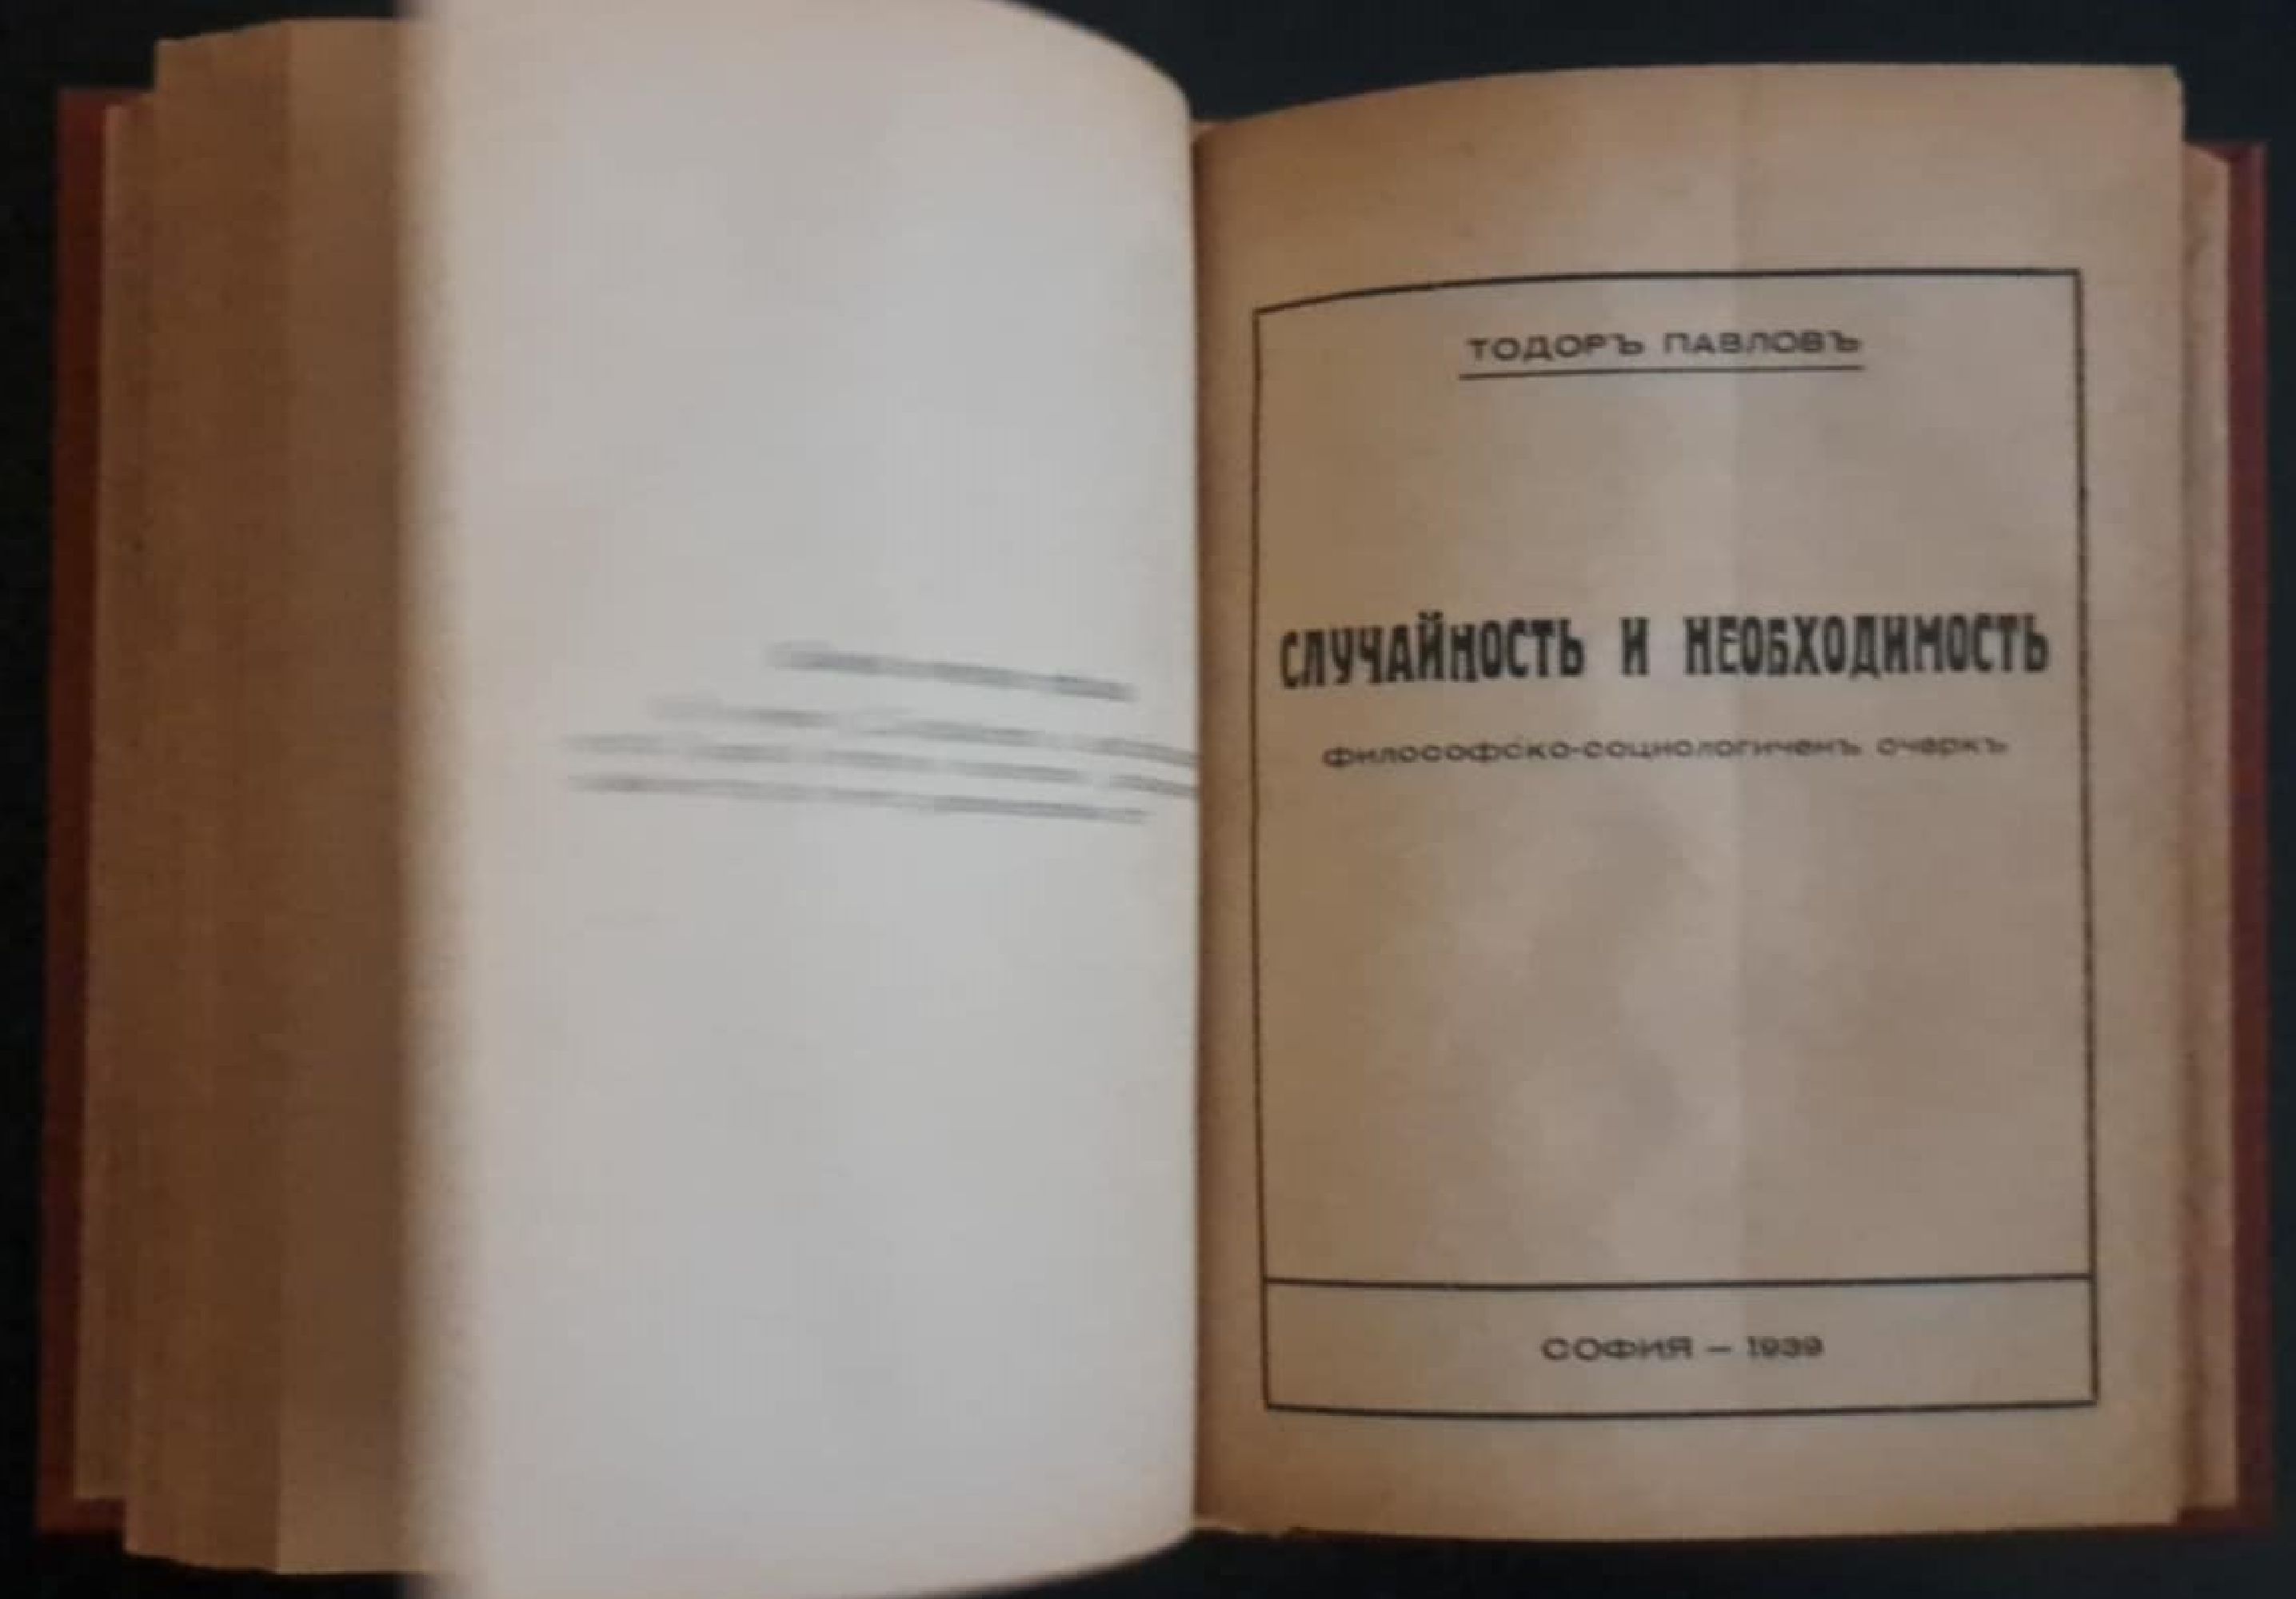 ТОДОРЪ ПАВЛОВЪ
СЛУЧАЙНОСТЬ И НЕОБХОДИМОСТЬ
философско-социологиченъ очеркъ
СОФИЯ — 1939